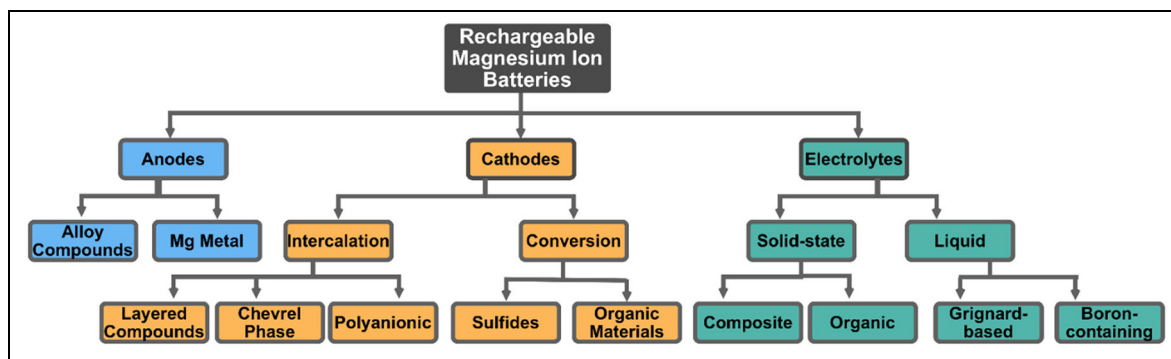 Rechargeable
Magnesium Ion
Batteries
Anodes
Cathodes
Electrolytes
Alloy
Compounds
Mg Metal
Intercalation
Conversion
Solid-state
Liquid
Layered
Compounds
Chevrel
Phase
Polyanionic
Sulfides
Organic
Materials
Composite
Organic
Grignard-
based
Boron-
containing